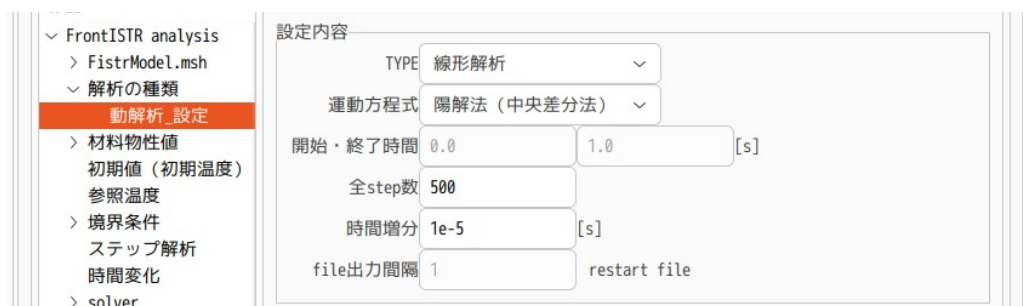 FrontISTR analysis
FistrModel.msh
解析の種類
動解析_設定
材料物性値
初期値（初期温度）
参照温度
境界条件
ステップ解析
時間変化
solver
設定内容
TYPE 線形解析
運動方程式 陽解法（中央差分法）
開始・終了時間 0.0 1.0 [s]
全step数 500
時間増分 1e-5 [s]
file出力間隔 1 restart file